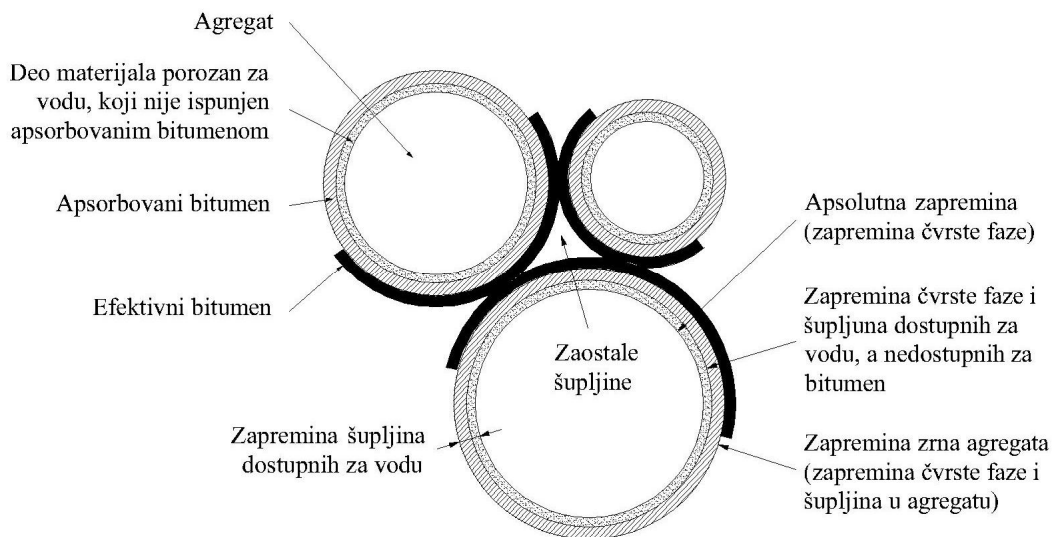 Agregat
Deo materijala porozan za
vodu, koji nije ispunjen
apsorbovanim bitumenom
Apsorbovani bitumen
Efektivni bitumen
Zapremina šupljina
dostupnih za vodu
Zaostale
šupljine
Apsolutna zapremina
(zapremina čvrste faze)
Zapremina čvrste faze i
šupljuna dostupnih za
vodu, a nedostupnih za
bitumen
Zapremina zrna agregata
(zapremina čvrste faze i
šupljina u agregatu)